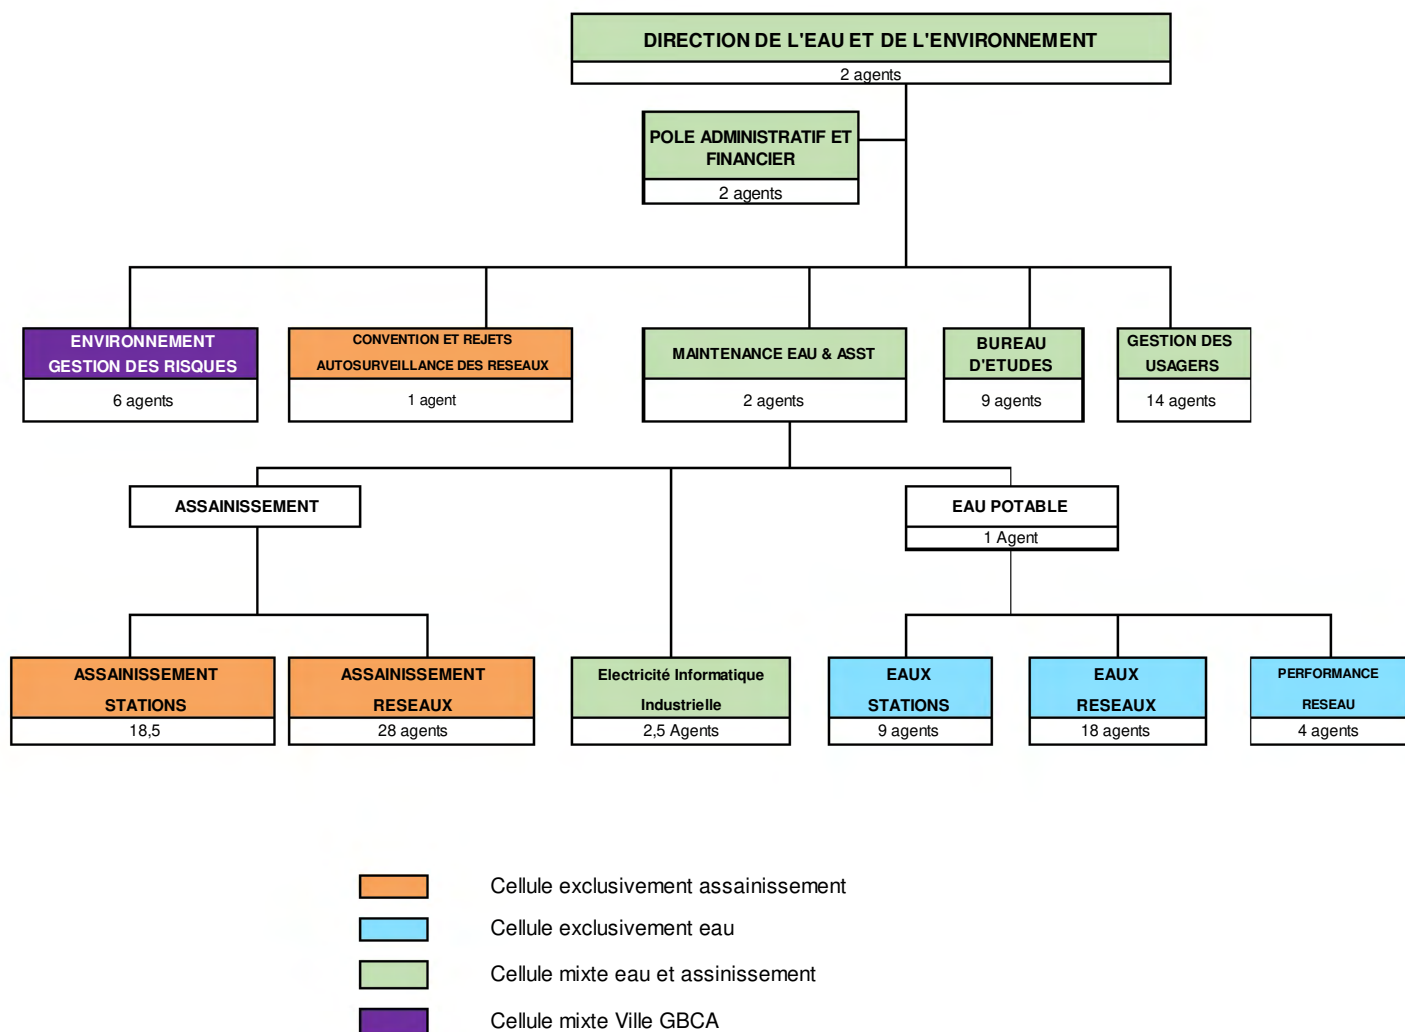 DIRECTION DE L'EAU ET DE L'ENVIRONNEMENT
2 agents
POLE ADMINISTRATIF ET
FINANCIER
2 agents
ENVIRONNEMENT
GESTION DES RISQUES
6 agents
CONVENTION ET REJETS
AUTOSURVEILLANCE DES RESEAUX
1 agent
MAINTENANCE EAU & ASST
2 agents
BUREAU
D'ETUDES
9 agents
GESTION DES
USAGERS
14 agents
ASSAINISSEMENT
EAU POTABLE
1 Agent
ASSAINISSEMENT
STATIONS
18,5
ASSAINISSEMENT
RESEAUX
28 agents
Electricité Informatique
Industrielle
2,5 Agents
EAUX
STATIONS
9 agents
EAUX
RESEAUX
18 agents
PERFORMANCE
RESEAU
4 agents
Cellule exclusivement assainissement
Cellule exclusivement eau
Cellule mixte eau et assinissement
Cellule mixte Ville GBCA